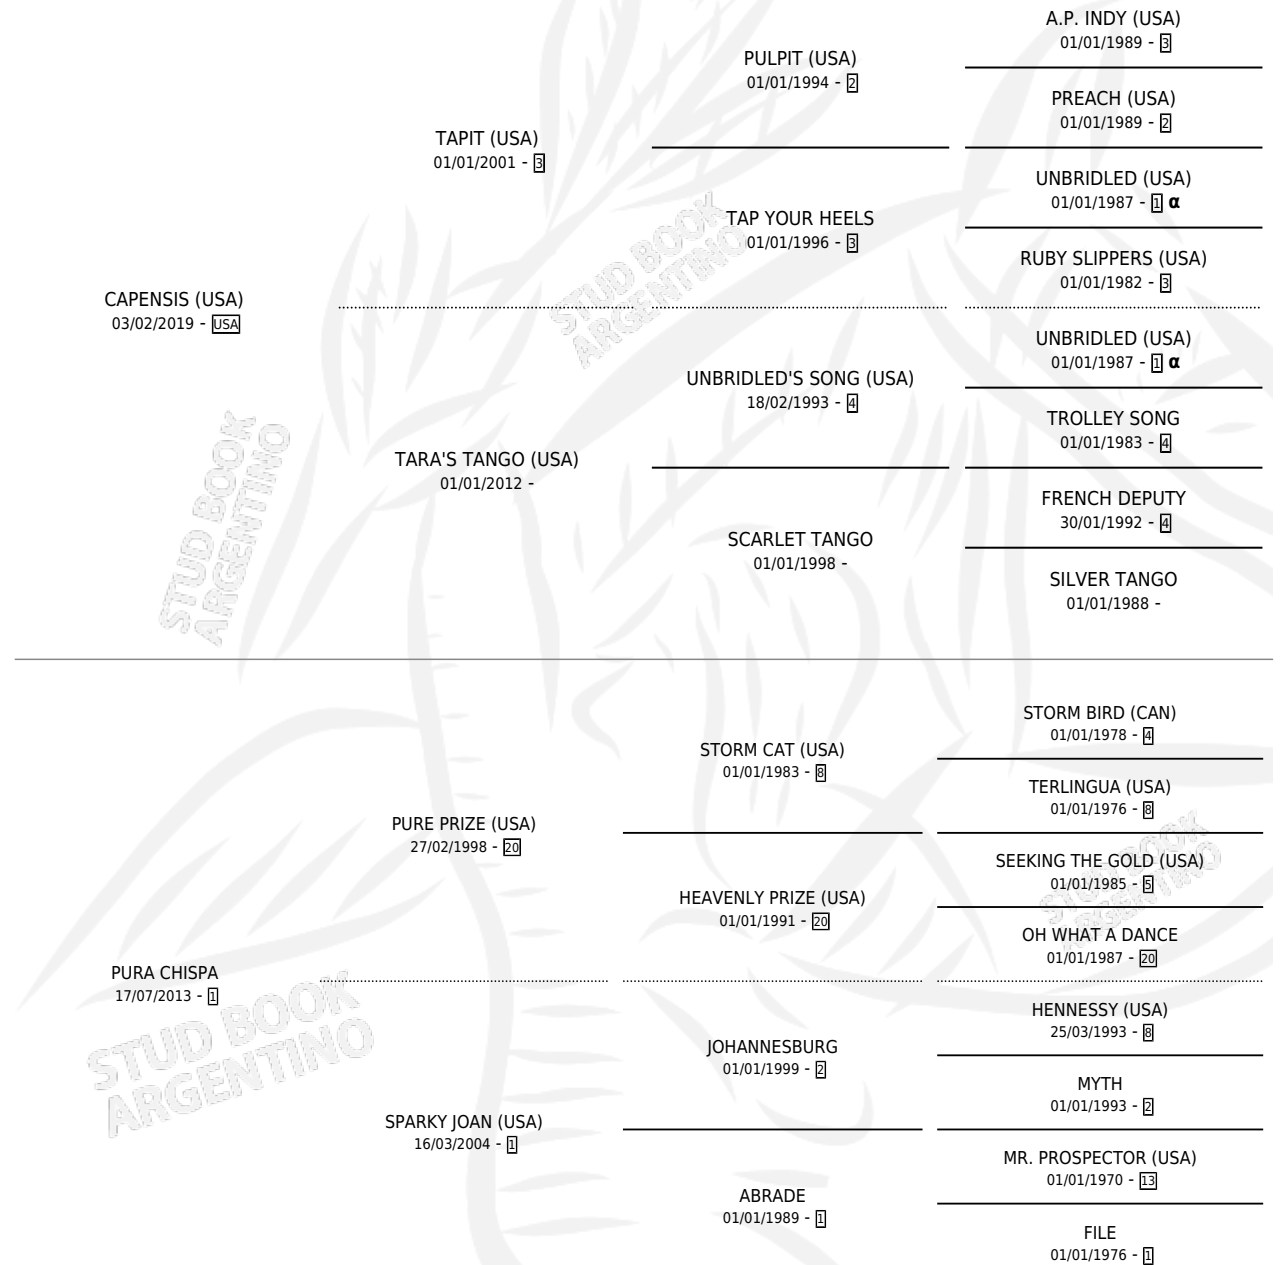 A.P. INDY (USA)
01/01/1989 - 3
PULPIT (USA)
01/01/1994 - 2
PREACH (USA)
01/01/1989 - 2
TAPIT (USA)
01/01/2001 - 3
UNBRIDLED (USA)
01/01/1987 - 1 α
TAP YOUR HEELS
01/01/1996 - 3
RUBY SLIPPERS (USA)
01/01/1982 - 3
CAPENSIS (USA)
03/02/2019 - USA
UNBRIDLED (USA)
01/01/1987 - 1 α
UNBRIDLED'S SONG (USA)
18/02/1993 - 4
TROLLEY SONG
01/01/1983 - 4
TARA'S TANGO (USA)
01/01/2012 -
FRENCH DEPUTY
30/01/1992 - 4
SCARLET TANGO
01/01/1998 -
SILVER TANGO
01/01/1988 -
STORM BIRD (CAN)
01/01/1978 - 4
STORM CAT (USA)
01/01/1983 - 8
TERLINGUA (USA)
01/01/1976 - 8
PURE PRIZE (USA)
27/02/1998 - 20
SEEKING THE GOLD (USA)
01/01/1985 - 5
HEAVENLY PRIZE (USA)
01/01/1991 - 20
OH WHAT A DANCE
01/01/1987 - 20
PURA CHISPA
17/07/2013 - 1
HENNESSY (USA)
25/03/1993 - 8
JOHANNESBURG
01/01/1999 - 2
MYTH
01/01/1993 - 2
SPARKY JOAN (USA)
16/03/2004 - 1
MR. PROSPECTOR (USA)
01/01/1970 - 13
ABRADE
01/01/1989 - 1
FILE
01/01/1976 - 1
STUD BOOK
ARGENTINO
STUD BOOK
ARGENTINO
STUD BOOK
ARGENTINO
STUD BOOK
ARGENTINO